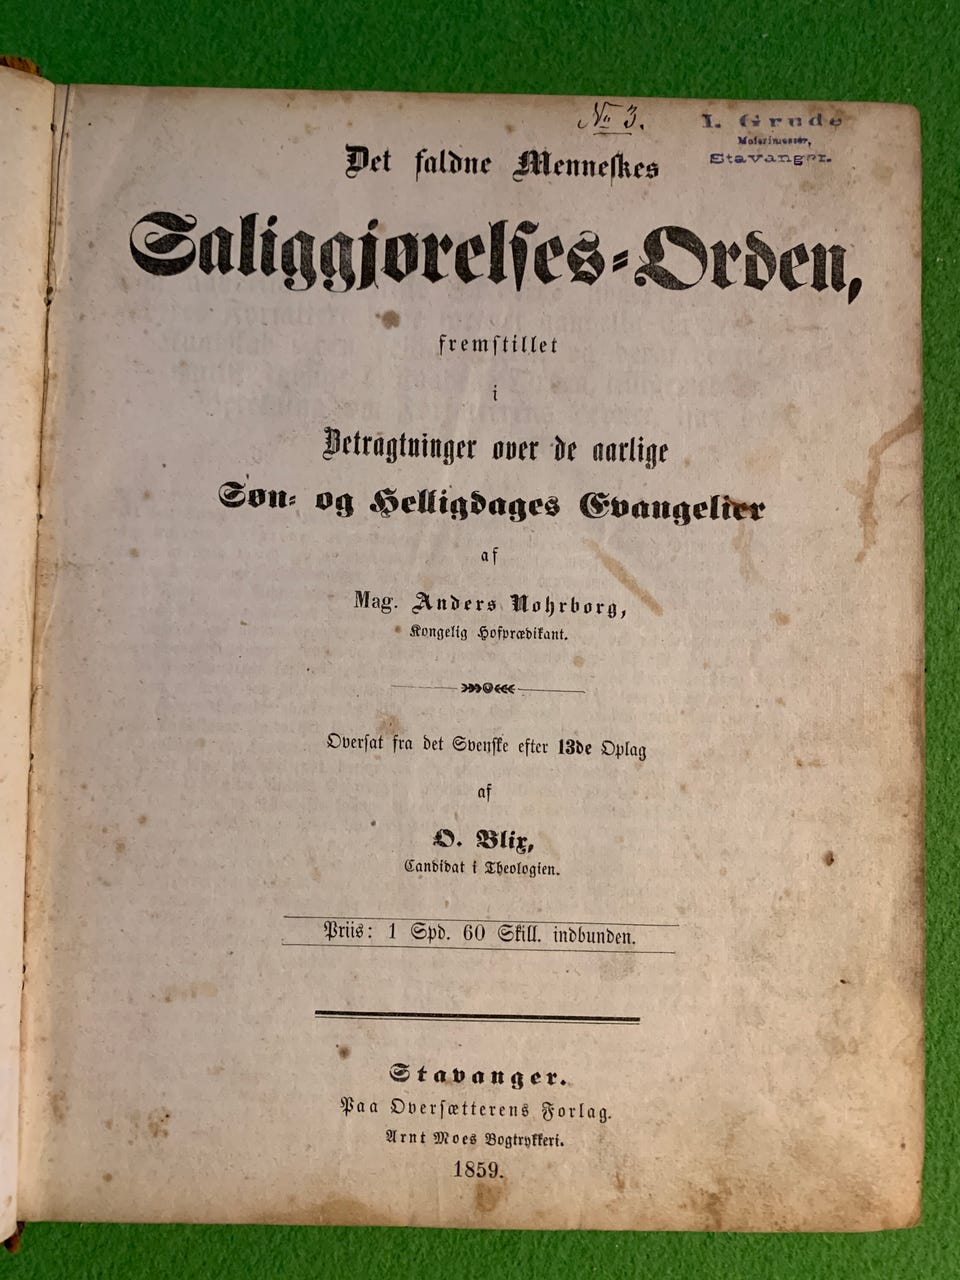 No 3.
I. Grude
Malermester,
Stavanger.
Det faldne Menneskes
Saliggjørelses-Orden,
fremstillet
i
Betragtninger over de aarlige
Søn- og Helligdages Evangelier
af
Mag. Anders Nohrborg,
Kongelig Hofprædikant.
Oversat fra det Svenske efter 13de Oplag
af
O. Blix,
Candidat i Theologien.
Priis: 1 Spd. 60 Skill. indbunden.
Stavanger.
Paa Oversætterens Forlag.
Arnt Moes Bogtrykkeri.
1859.